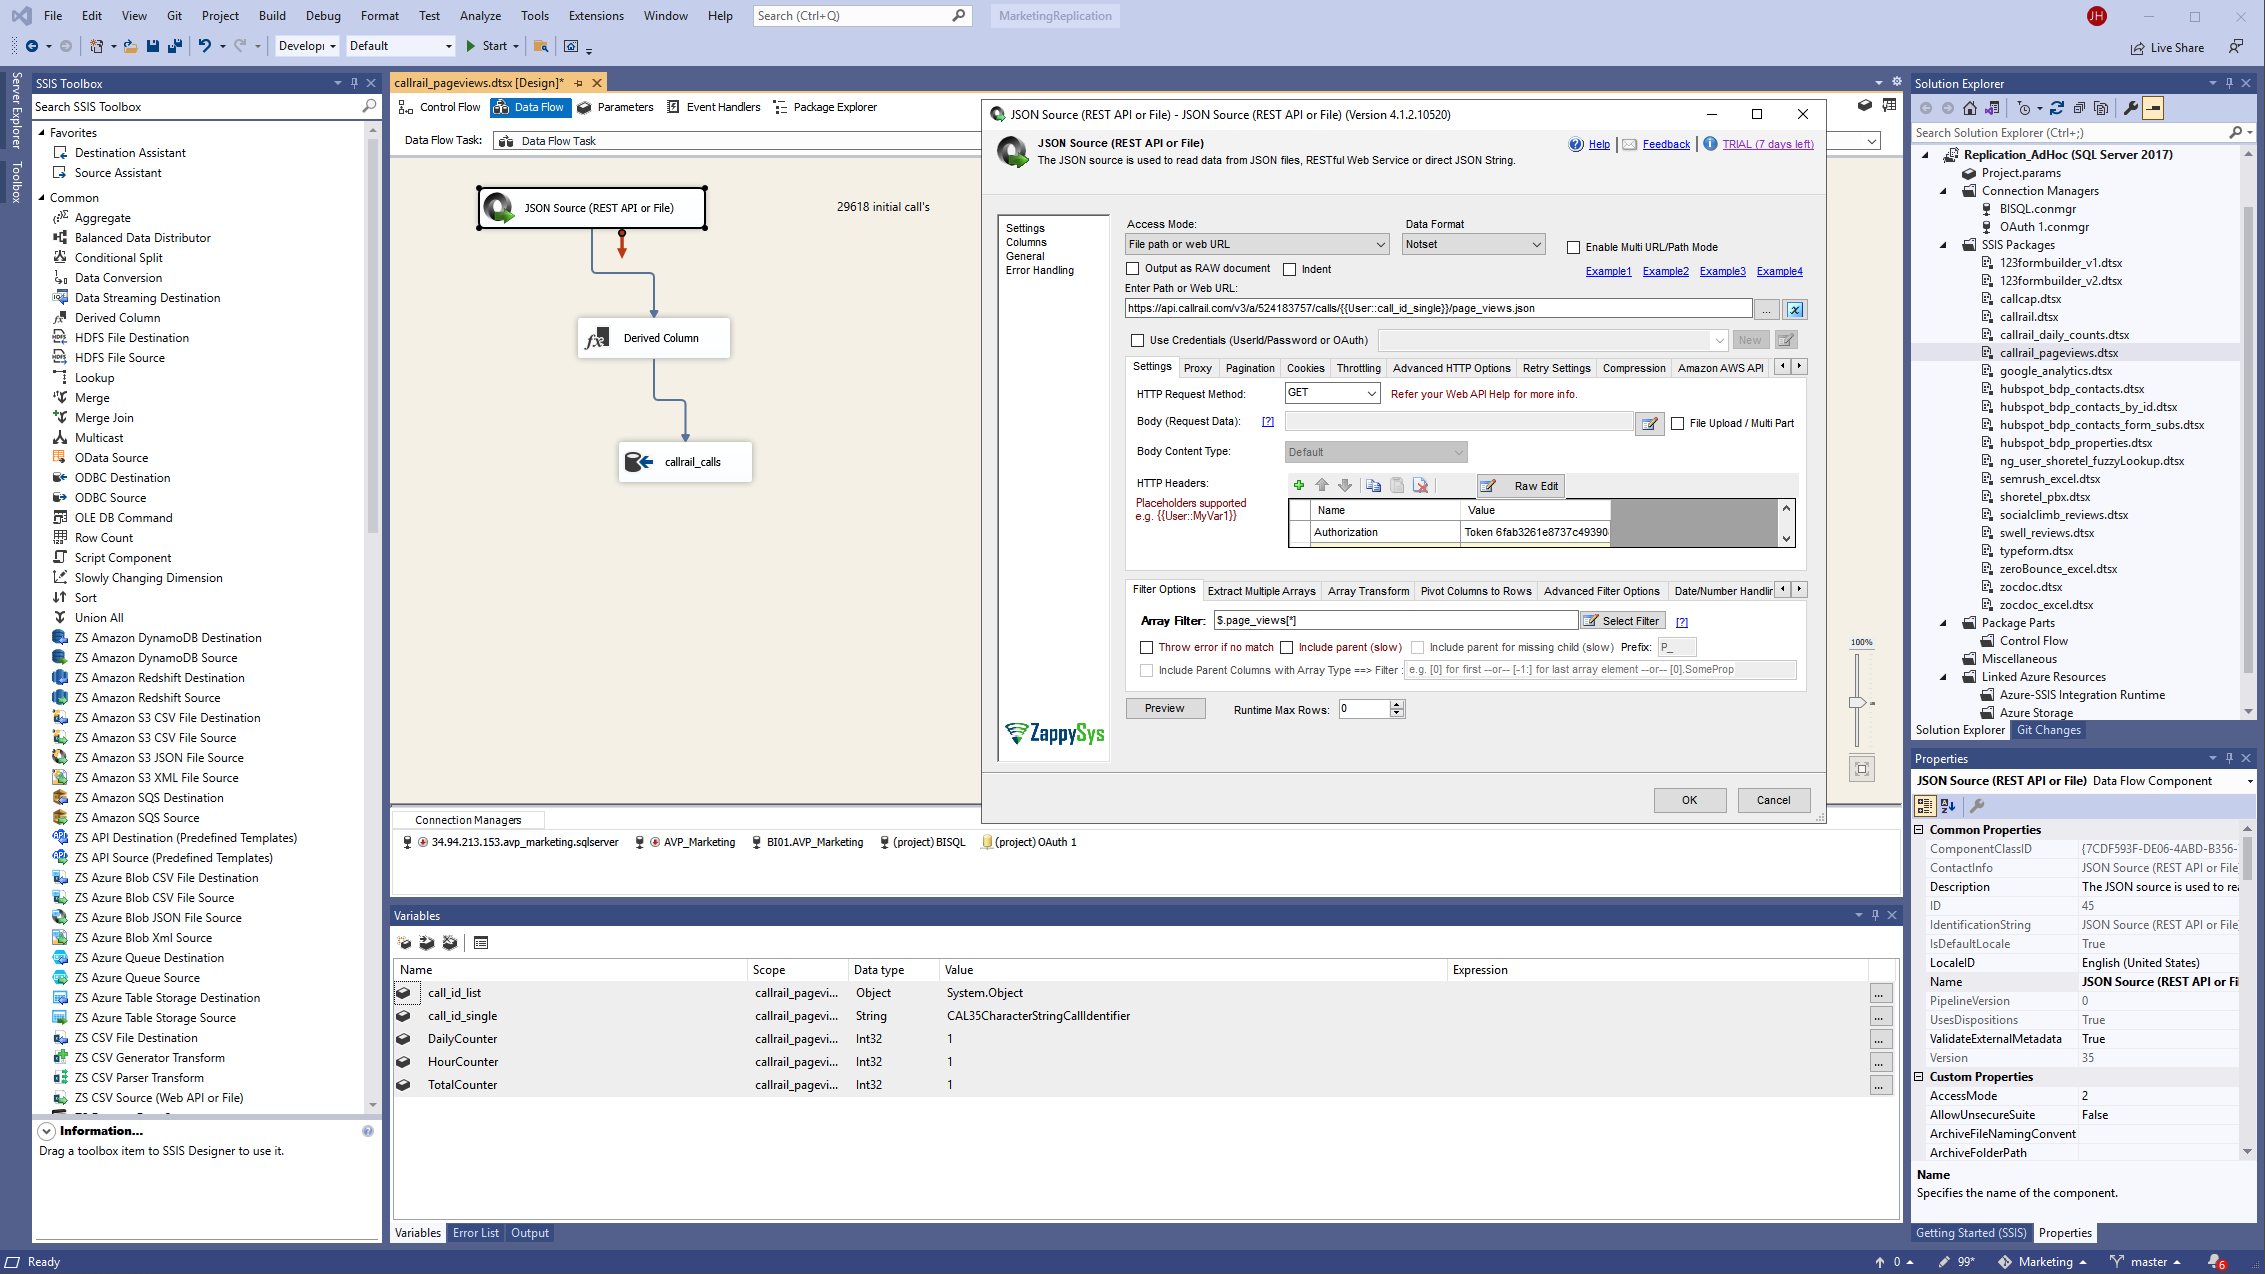 File Edit View Git Project Build Debug Format Test Analyze Tools Extensions Window Help Search (Ctrl+Q) MarketingReplication JH
Developı Default Start Live Share
Server Explorer
Toolbox
SSIS Toolbox
Search SSIS Toolbox
Favorites
Destination Assistant
Source Assistant
Common
Aggregate
Balanced Data Distributor
Conditional Split
Data Conversion
Data Streaming Destination
Derived Column
HDFS File Destination
HDFS File Source
Lookup
Merge
Merge Join
Multicast
OData Source
ODBC Destination
ODBC Source
OLE DB Command
Row Count
Script Component
Slowly Changing Dimension
Sort
Union All
ZS Amazon DynamoDB Destination
ZS Amazon DynamoDB Source
ZS Amazon Redshift Destination
ZS Amazon Redshift Source
ZS Amazon S3 CSV File Destination
ZS Amazon S3 CSV File Source
ZS Amazon S3 JSON File Source
ZS Amazon S3 XML File Source
ZS Amazon SQS Destination
ZS Amazon SQS Source
ZS API Destination (Predefined Templates)
ZS API Source (Predefined Templates)
ZS Azure Blob CSV File Destination
ZS Azure Blob CSV File Source
ZS Azure Blob JSON File Source
ZS Azure Blob Xml Source
ZS Azure Queue Destination
ZS Azure Queue Source
ZS Azure Table Storage Destination
ZS Azure Table Storage Source
ZS CSV File Destination
ZS CSV Generator Transform
ZS CSV Parser Transform
ZS CSV Source (Web API or File)
Information...
Drag a toolbox item to SSIS Designer to use it.
callrail_pageviews.dtsx [Design]*
Control Flow Data Flow Parameters Event Handlers Package Explorer
Data Flow Task: Data Flow Task
JSON Source (REST API or File)
29618 initial call's
Derived Column
callrail_calls
100%
JSON Source (REST API or File) - JSON Source (REST API or File) (Version 4.1.2.10520)
JSON Source (REST API or File)
The JSON source is used to read data from JSON files, RESTful Web Service or direct JSON String.
Help Feedback TRIAL (7 days left)
Settings
Columns
General
Error Handling
ZappySys
Access Mode: Data Format
File path or web URL Notset Enable Multi URL/Path Mode
Output as RAW document Indent Example1 Example2 Example3 Example4
Enter Path or Web URL:
https://api.callrail.com/v3/a/524183757/calls/{{User::call_id_single}}/page_views.json ...
Use Credentials (UserId/Password or OAuth) New
Settings Proxy Pagination Cookies Throttling Advanced HTTP Options Retry Settings Compression Amazon AWS API
HTTP Request Method: GET Refer your Web API Help for more info.
Body (Request Data): [?] File Upload / Multi Part
Body Content Type: Default
HTTP Headers: Raw Edit
Placeholders supported
e.g. {{User::MyVar1}}
Name Value
Authorization Token 6fab3261e8737c49390
Filter Options Extract Multiple Arrays Array Transform Pivot Columns to Rows Advanced Filter Options Date/Number Handlin
Array Filter: $.page_views[*] Select Filter [?]
Throw error if no match Include parent (slow) Include parent for missing child (slow) Prefix: P_
Include Parent Columns with Array Type ==> Filter : e.g. [0] for first --or-- [-1:] for last array element --or-- [0].SomeProp
Preview Runtime Max Rows: 0
OK Cancel
Connection Managers
34.94.213.153.avp_marketing.sqlserver AVP_Marketing BI01.AVP_Marketing (project) BISQL (project) OAuth 1
Variables
Name Scope Data type Value Expression
call_id_list callrail_pagevi... Object System.Object ...
call_id_single callrail_pagevi... String CAL35CharacterStringCallIdentifier ...
DailyCounter callrail_pagevi... Int32 1 ...
HourCounter callrail_pagevi... Int32 1 ...
TotalCounter callrail_pagevi... Int32 1 ...
Variables Error List Output
Solution Explorer
Search Solution Explorer (Ctrl+;)
Replication_AdHoc (SQL Server 2017)
Project.params
Connection Managers
BISQL.conmgr
OAuth 1.conmgr
SSIS Packages
123formbuilder_v1.dtsx
123formbuilder_v2.dtsx
callcap.dtsx
callrail.dtsx
callrail_daily_counts.dtsx
callrail_pageviews.dtsx
google_analytics.dtsx
hubspot_bdp_contacts.dtsx
hubspot_bdp_contacts_by_id.dtsx
hubspot_bdp_contacts_form_subs.dtsx
hubspot_bdp_properties.dtsx
ng_user_shoretel_fuzzyLookup.dtsx
semrush_excel.dtsx
shoretel_pbx.dtsx
socialclimb_reviews.dtsx
swell_reviews.dtsx
typeform.dtsx
zeroBounce_excel.dtsx
zocdoc.dtsx
zocdoc_excel.dtsx
Package Parts
Control Flow
Miscellaneous
Linked Azure Resources
Azure-SSIS Integration Runtime
Azure Storage
Solution Explorer Git Changes
Properties
JSON Source (REST API or File) Data Flow Component
Common Properties
ComponentClassID {7CDF593F-DE06-4ABD-B356-
ContactInfo JSON Source (REST API or File
Description The JSON source is used to rea
ID 45
IdentificationString JSON Source (REST API or File
IsDefaultLocale True
LocaleID English (United States)
Name JSON Source (REST API or Fi
PipelineVersion 0
UsesDispositions True
ValidateExternalMetadata True
Version 35
Custom Properties
AccessMode 2
AllowUnsecureSuite False
ArchiveFileNamingConvent
ArchiveFolderPath
Name
Specifies the name of the component.
Getting Started (SSIS) Properties
Ready 0 99* Marketing master 6